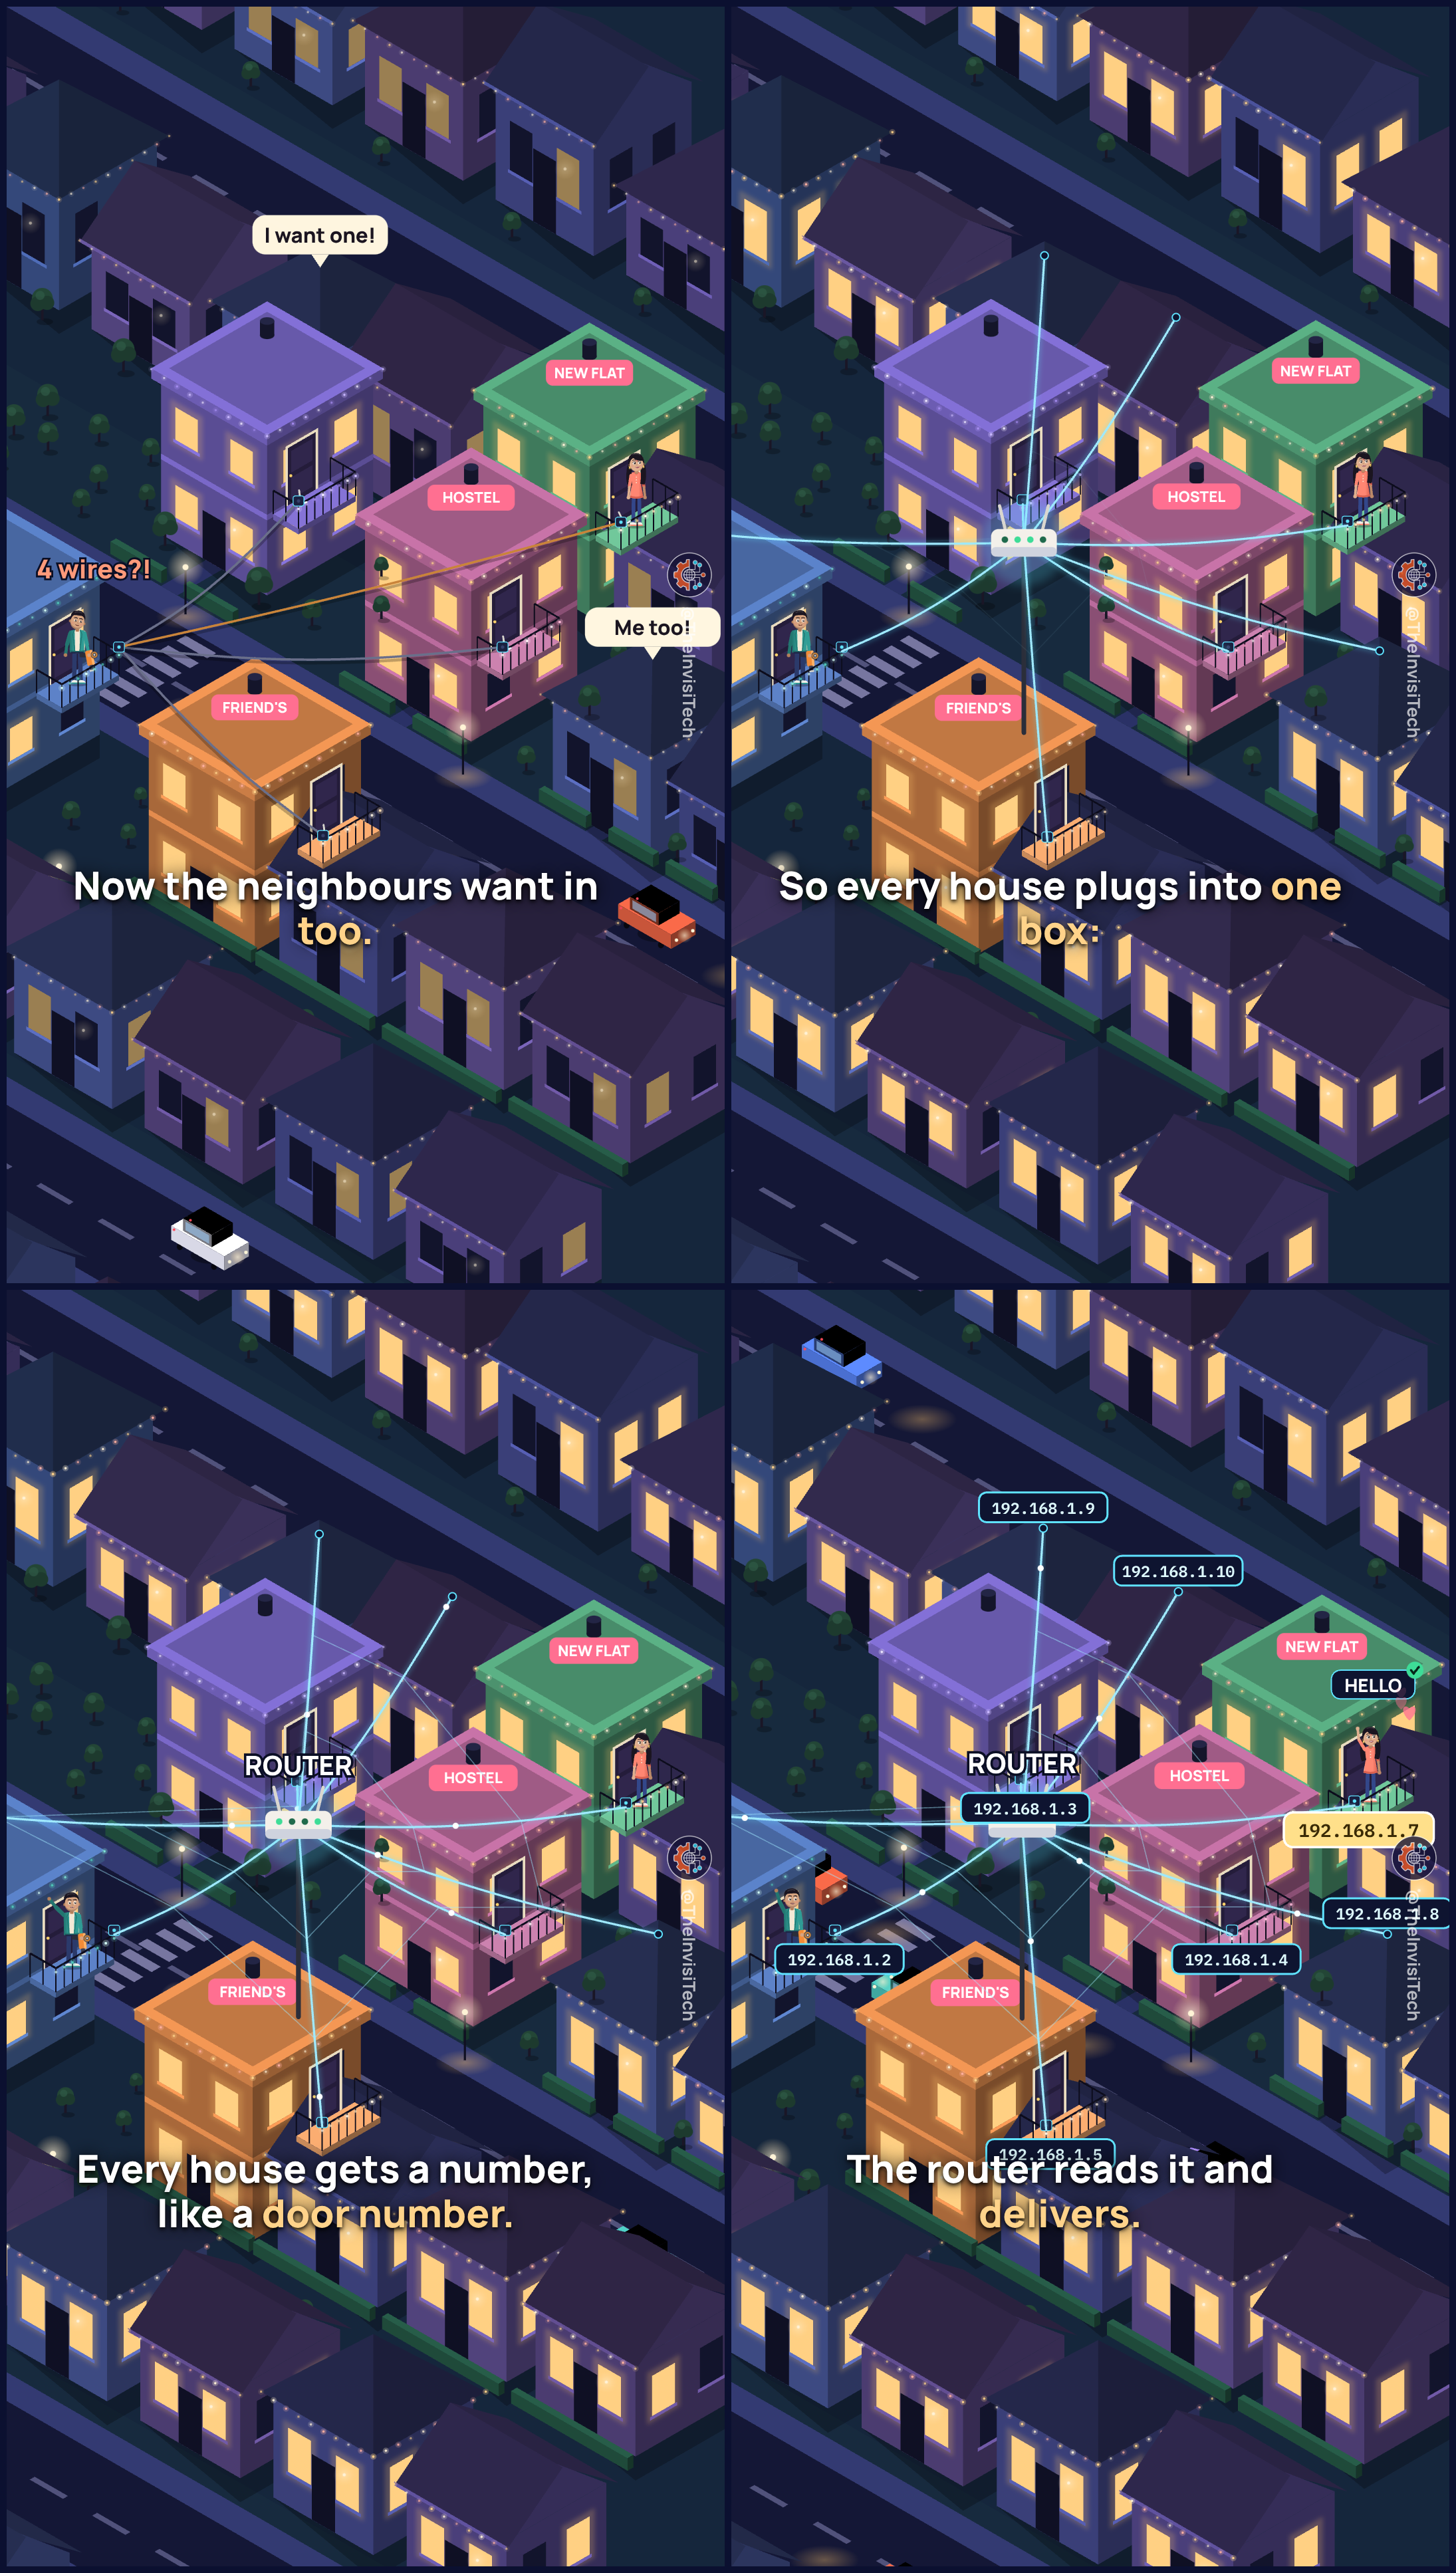 I want one!
NEW FLAT
HOSTEL
4 wires?!
Me too!
@TheInvisiTech
FRIEND'S
Now the neighbours want in
too.
NEW FLAT
HOSTEL
@TheInvisiTech
FRIEND'S
So every house plugs into one
box:
NEW FLAT
ROUTER
HOSTEL
@TheInvisiTech
FRIEND'S
Every house gets a number,
like a door number.
192.168.1.9
192.168.1.10
NEW FLAT
HELLO
ROUTER
HOSTEL
192.168.1.3
192.168.1.7
192.168.1.8
@TheInvisiTech
192.168.1.2
192.168.1.4
FRIEND'S
192.168.1.5
The router reads it and
delivers.